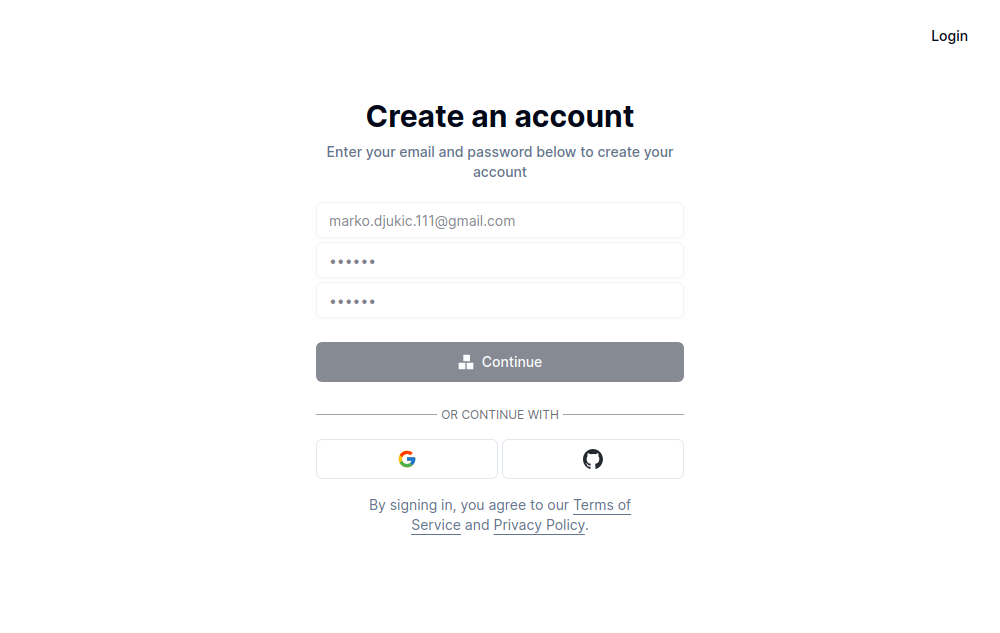 Login
Create an account
Enter your email and password below to create your
account
marko.djukic.111@gmail.com
••••••
••••••
Continue
OR CONTINUE WITH
By signing in, you agree to our Terms of
Service and Privacy Policy.